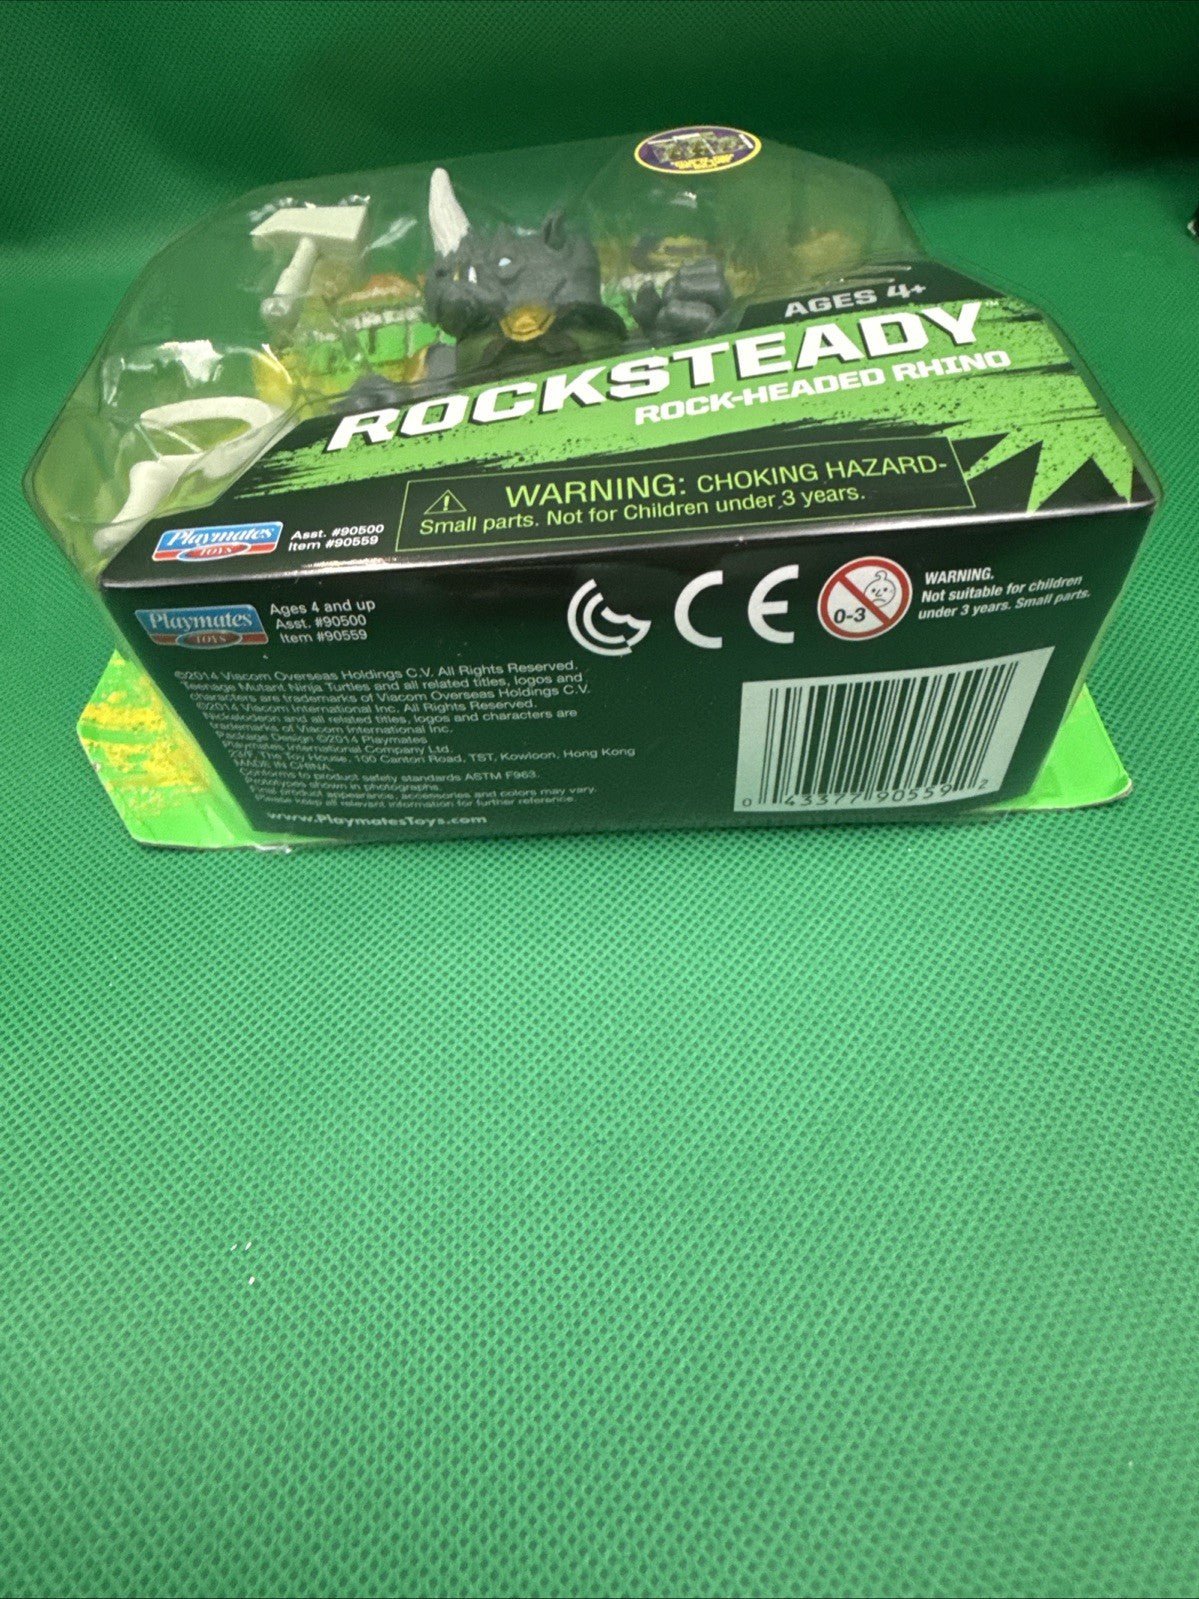 AGES 4+
ROCKSTEADY™
ROCK-HEADED RHINO
WARNING: CHOKING HAZARD-
Small parts. Not for Children under 3 years.
Playmates
TOYS
Asst. #90500
Item #90559
Playmates
TOYS
Ages 4 and up
Asst. #90500
Item #90559
CE
0-3
WARNING.
Not suitable for children
under 3 years. Small parts.
©2014 Viacom Overseas Holdings C.V. All Rights Reserved.
Teenage Mutant Ninja Turtles and all related titles, logos and
characters are trademarks of Viacom Overseas Holdings C.V.
©2014 Viacom International Inc. All Rights Reserved.
Nickelodeon and all related titles, logos and characters are
trademarks of Viacom International Inc.
Package Design ©2014 Playmates
Playmates International Company Ltd.
23/F, The Toy House, 100 Canton Road, TST, Kowloon, Hong Kong
MADE IN CHINA.
Conforms to product safety standards ASTM F963.
Prototypes shown in photographs.
Final product appearance, accessories and colors may vary.
Please keep all relevant information for further reference.
www.PlaymatesToys.com
0 43377 90559 2